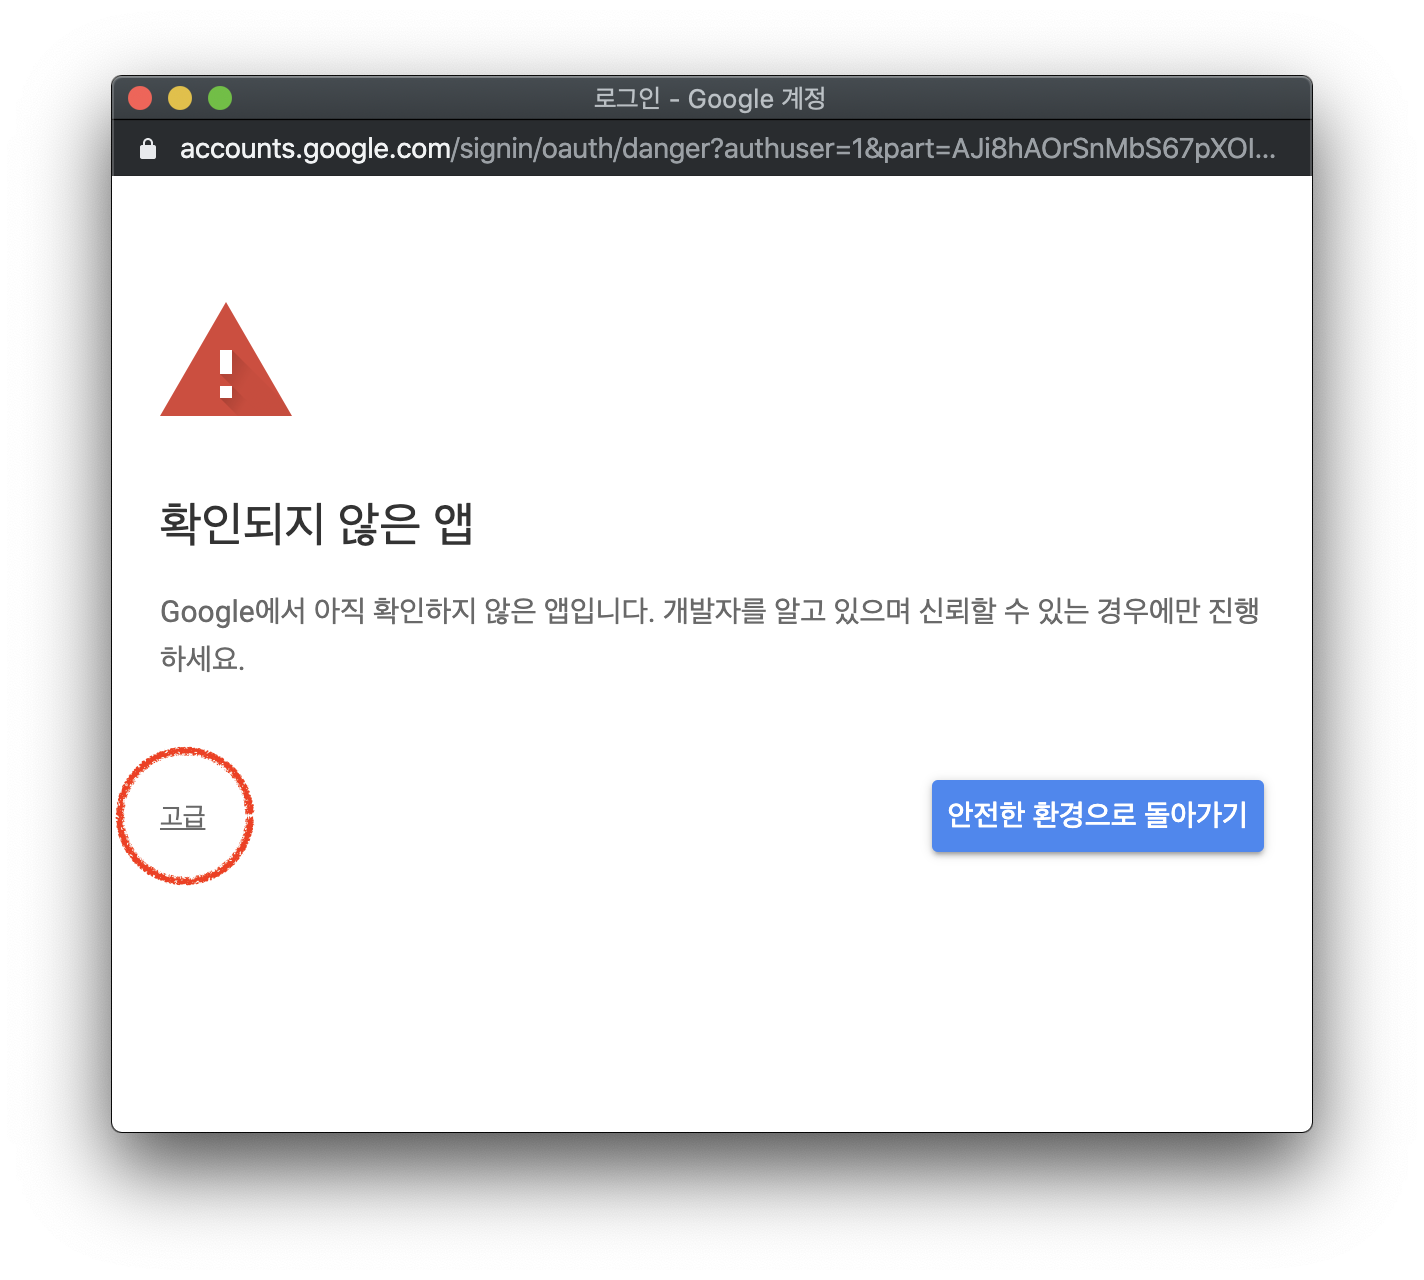 로그인 - Google 계정
accounts.google.com/signin/oauth/danger?authuser=1&part=AJi8hAOrSnMbS67pXOI...
확인되지 않은 앱
Google에서 아직 확인하지 않은 앱입니다. 개발자를 알고 있으며 신뢰할 수 있는 경우에만 진행
하세요.
고급
안전한 환경으로 돌아가기